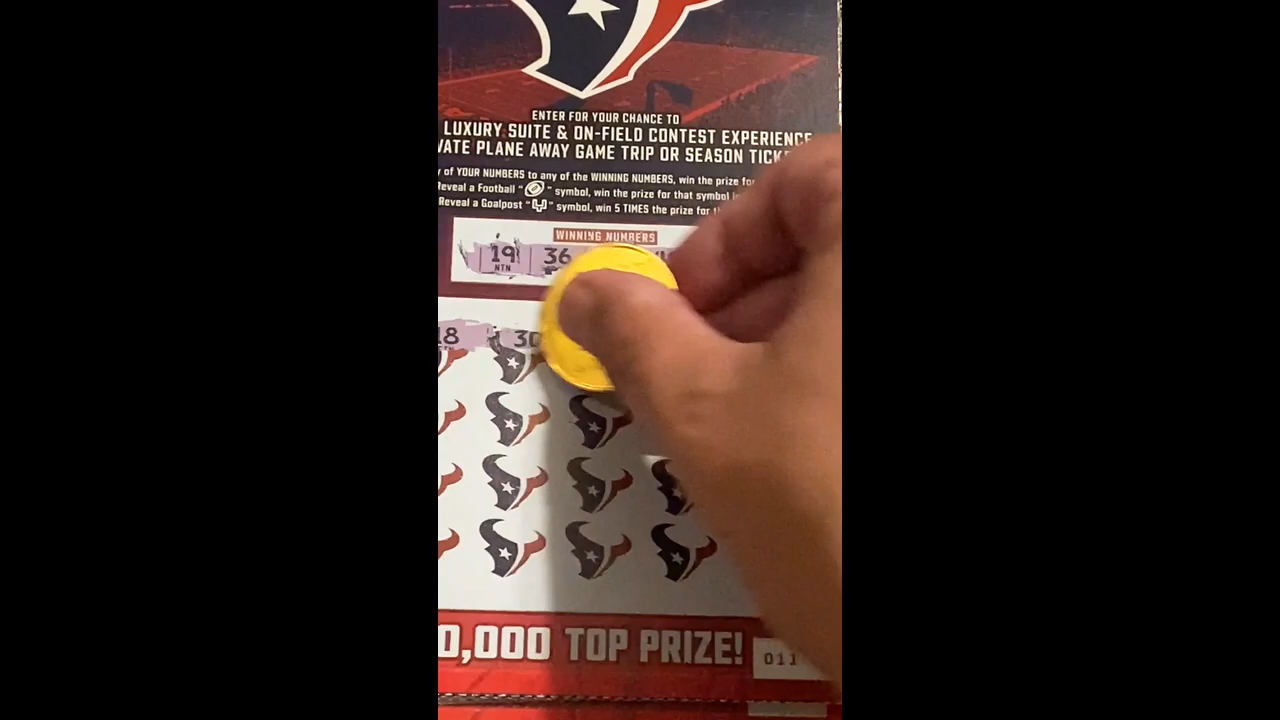 ENTER FOR YOUR CHANCE TO
LUXURY SUITE & ON-FIELD CONTEST EXPERIENCE
VATE PLANE AWAY GAME TRIP OR SEASON TICK
y of YOUR NUMBERS to any of the WINNING NUMBERS, win the prize for
Reveal a Football " " symbol, win the prize for that symbol
Reveal a Goalpost " " symbol, win 5 TIMES the prize for
WINNING NUMBERS
19 36
NTN
18 30
0,000 TOP PRIZE!
011